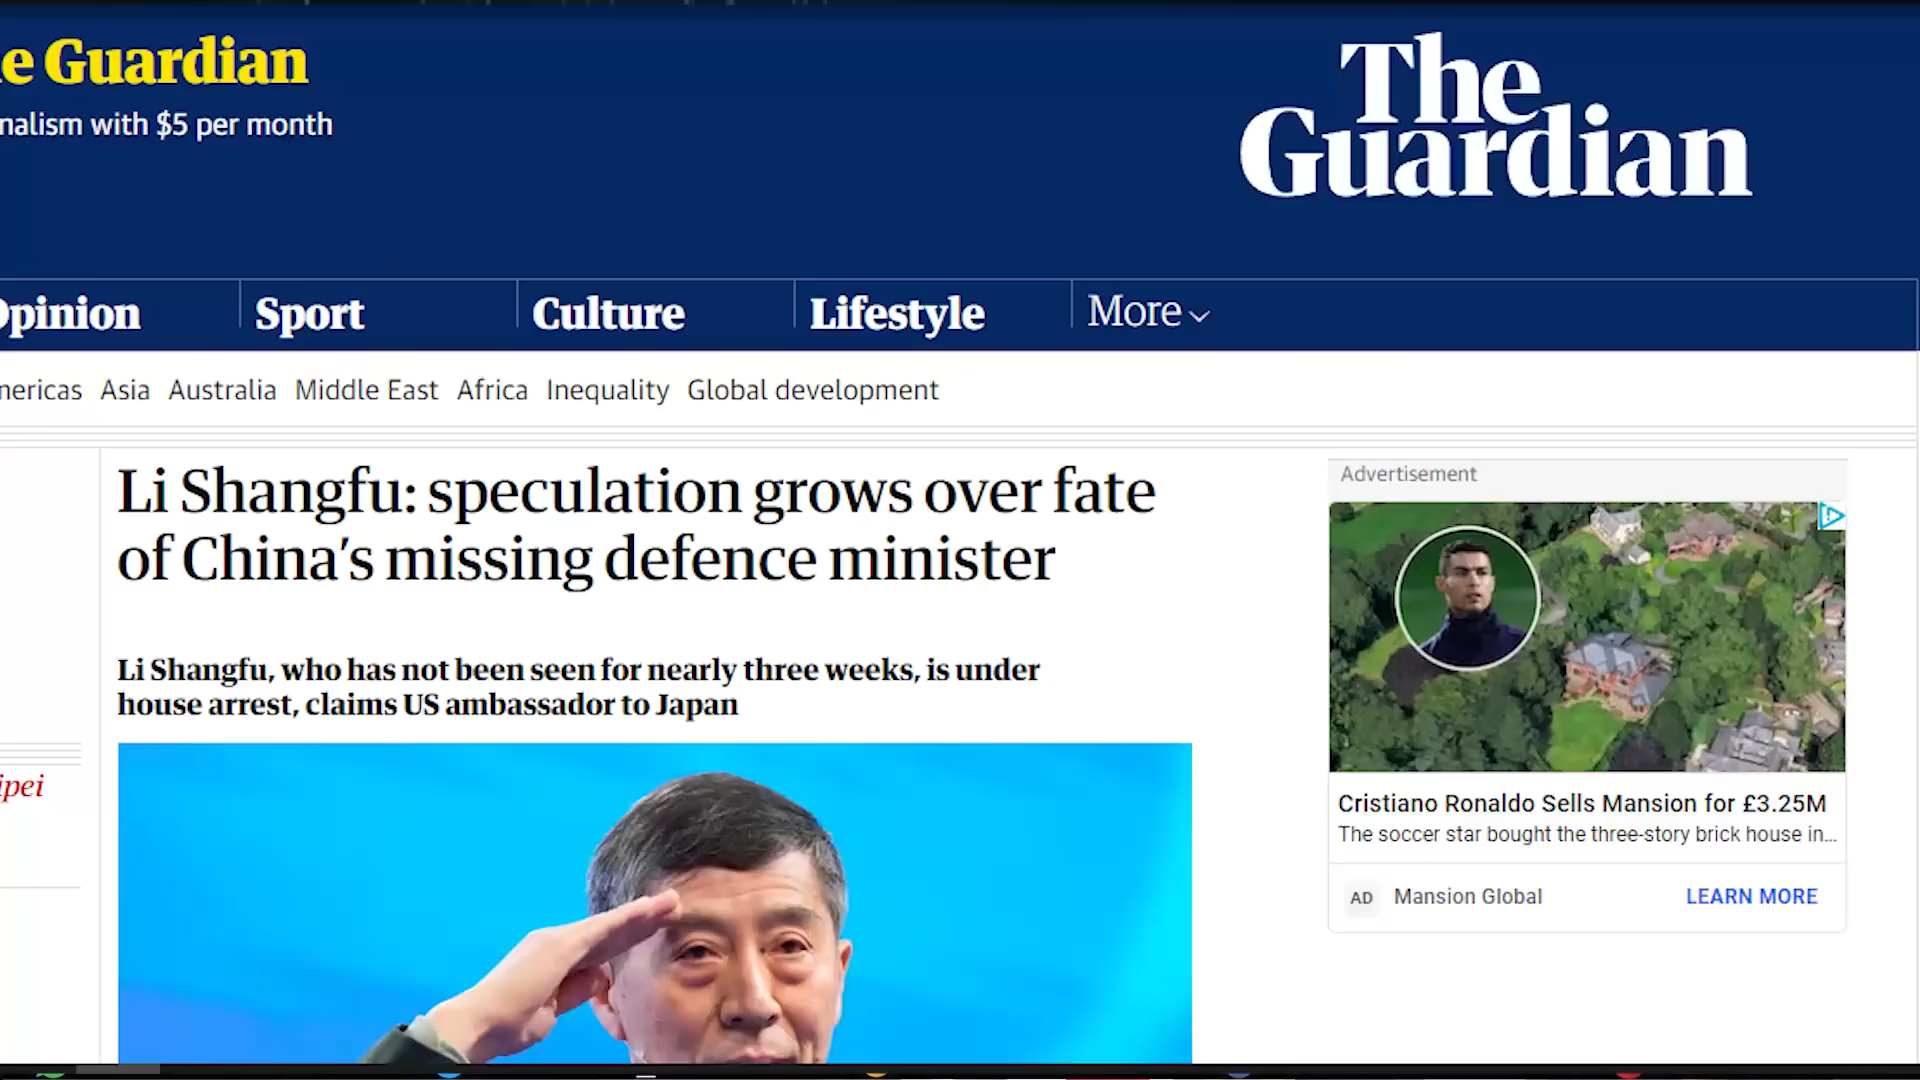 e Guardian
nalism with $5 per month
The
Guardian
Opinion Sport Culture Lifestyle More
mericas Asia Australia Middle East Africa Inequality Global development
Li Shangfu: speculation grows over fate
of China's missing defence minister
Li Shangfu, who has not been seen for nearly three weeks, is under
house arrest, claims US ambassador to Japan
ipei
Advertisement
Cristiano Ronaldo Sells Mansion for £3.25M
The soccer star bought the three-story brick house in...
AD Mansion Global LEARN MORE